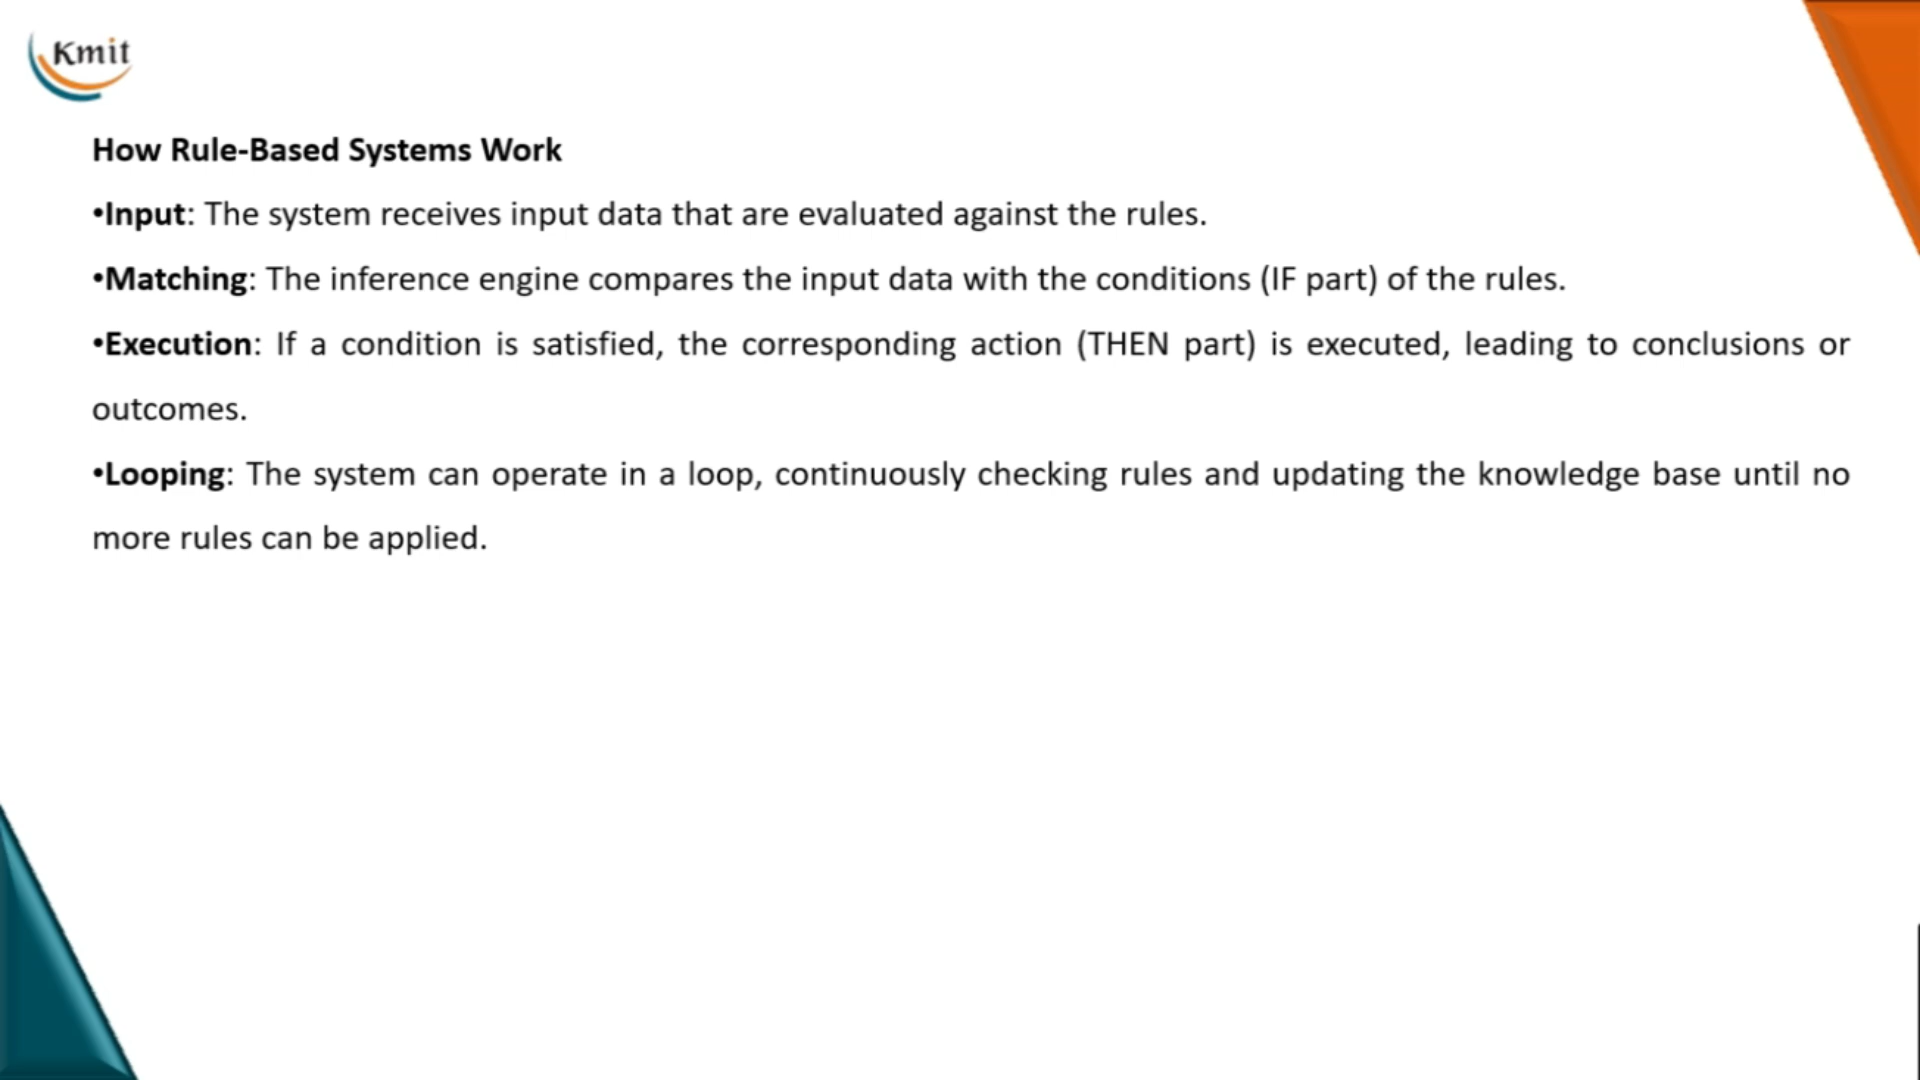 Kmit
How Rule-Based Systems Work
•Input: The system receives input data that are evaluated against the rules.
•Matching: The inference engine compares the input data with the conditions (IF part) of the rules.
•Execution: If a condition is satisfied, the corresponding action (THEN part) is executed, leading to conclusions or
outcomes.
•Looping: The system can operate in a loop, continuously checking rules and updating the knowledge base until no
more rules can be applied.